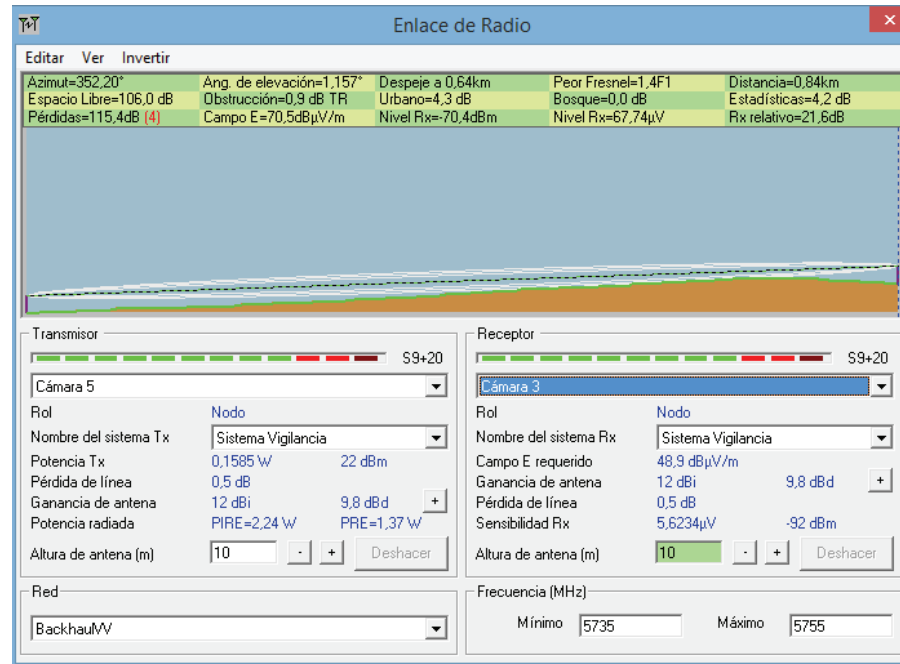 Enlace de Radio
Editar Ver Invertir
Azimut=352,20° Ang. de elevación=1,157° Despeje a 0,64km Peor Fresnel=1,4F1 Distancia=0,84km
Espacio Libre=106,0 dB Obstrucción=0,9 dB TR Urbano=4,3 dB Bosque=0,0 dB Estadísticas=4,2 dB
Pérdidas=115,4dB (4) Campo E=70,5dBµV/m Nivel Rx=-70,4dBm Nivel Rx=67,74µV Rx relativo=21,6dB
Transmisor
S9+20
Cámara 5
Rol Nodo
Nombre del sistema Tx Sistema Vigilancia
Potencia Tx 0,1585 W 22 dBm
Pérdida de línea 0,5 dB
Ganancia de antena 12 dBi 9,8 dBd +
Potencia radiada PIRE=2,24 W PRE=1,37 W
Altura de antena (m) 10 - + Deshacer
Red
BackhaulVV
Receptor
S9+20
Cámara 3
Rol Nodo
Nombre del sistema Rx Sistema Vigilancia
Campo E requerido 48,9 dBµV/m
Ganancia de antena 12 dBi 9,8 dBd +
Pérdida de línea 0,5 dB
Sensibilidad Rx 5,6234µV -92 dBm
Altura de antena (m) 10 - + Deshacer
Frecuencia (MHz)
Mínimo 5735 Máximo 5755